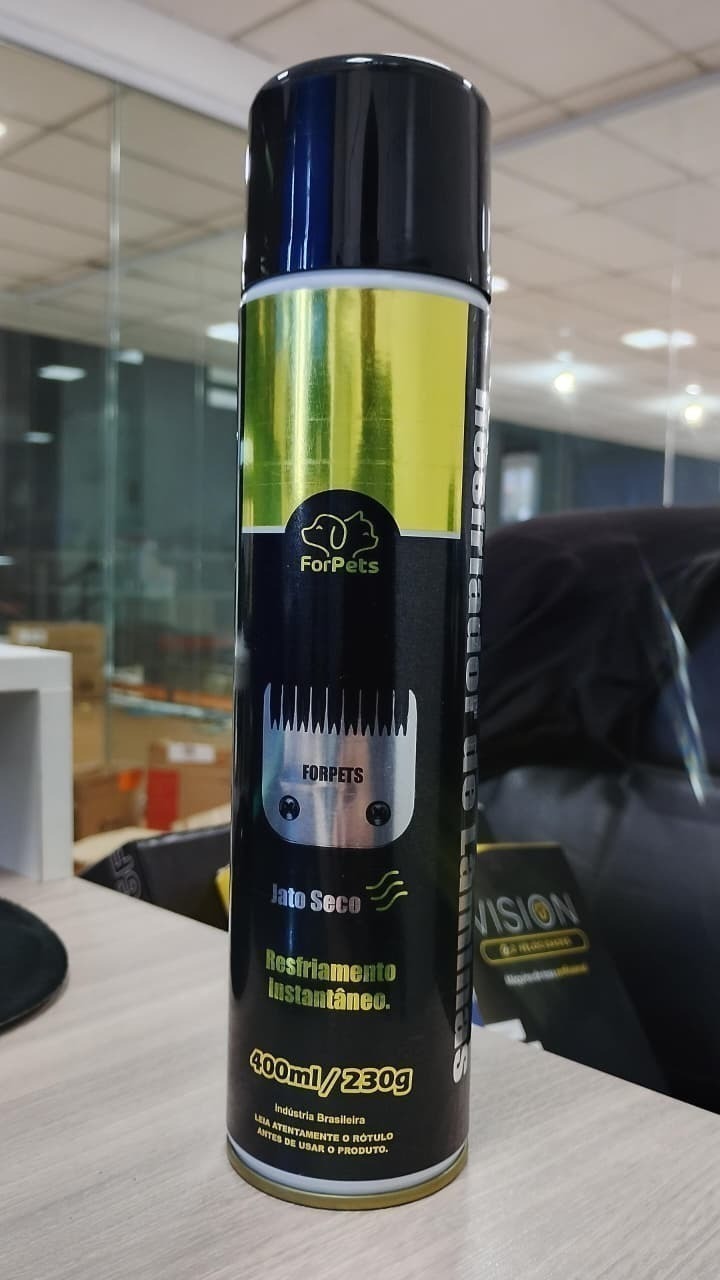 ForPets
FORPETS
Jato Seco
Resfriamento
instantâneo.
400ml / 230g
Indústria Brasileira
LEIA ATENTAMENTE O RÓTULO
ANTES DE USAR O PRODUTO.
Resfriador de Lâminas
VISION